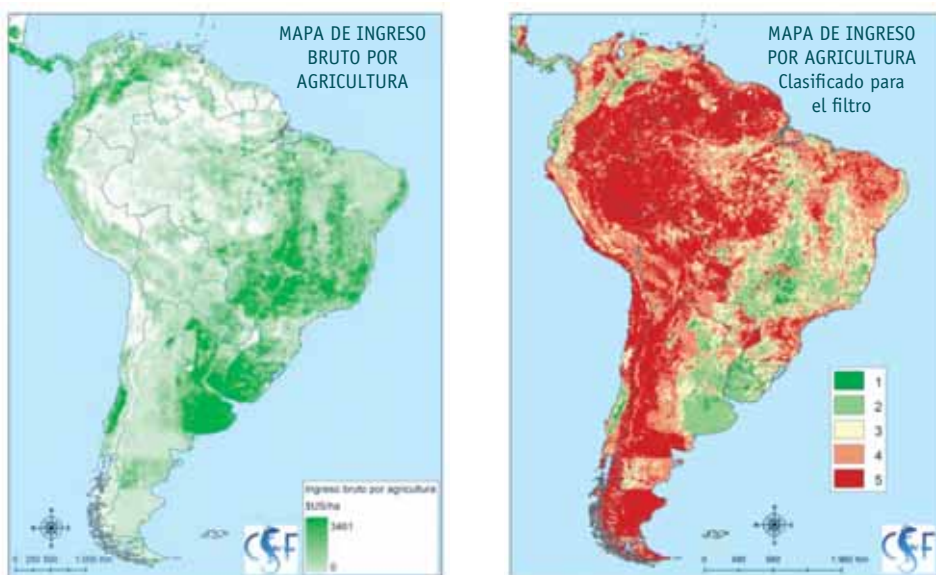 MAPA DE INGRESO
BRUTO POR
AGRICULTURA
Ingreso bruto por agricultura
$US/ha
3461
0
CSF
MAPA DE INGRESO
POR AGRICULTURA
Clasificado para
el filtro
1
2
3
4
5
CSF